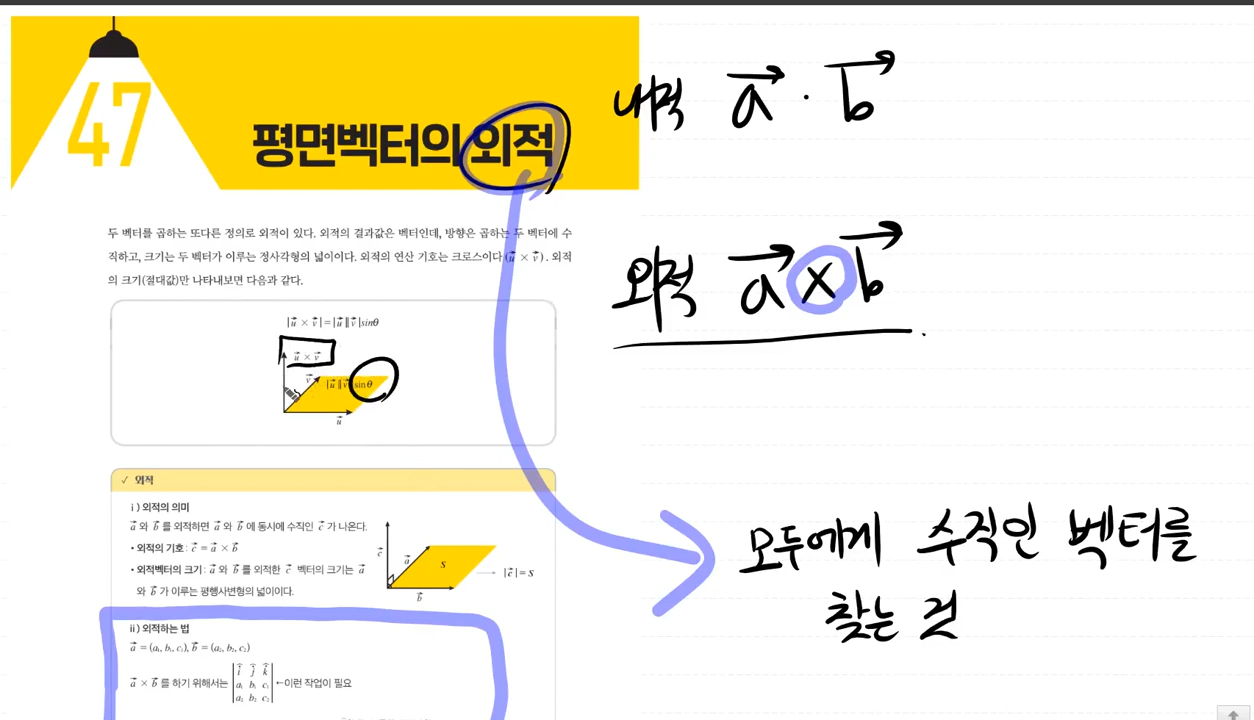 47
평면벡터의 외적
두 벡터를 곱하는 또다른 정의로 외적이 있다. 외적의 결과값은 벡터인데, 방향은 곱하는 두 벡터에 수
직하고, 크기는 두 벡터가 이루는 정사각형의 넓이이다. 외적의 연산 기호는 크로스이다 (u⃗ × v⃗). 외적
의 크기(절대값)만 나타내보면 다음과 같다.
|u⃗ × v⃗|=|u⃗||v⃗|sinθ
u⃗ × v⃗
v⃗
|u⃗||v⃗|sinθ
u⃗
✓ 외적
ⅰ) 외적의 의미
a⃗ 와 b⃗ 를 외적하면 a⃗ 와 b⃗ 에 동시에 수직인 c⃗ 가 나온다.
• 외적의 기호: c⃗ = a⃗ × b⃗
• 외적벡터의 크기: a⃗ 와 b⃗ 를 외적한 c⃗ 벡터의 크기는 a⃗
와 b⃗ 가 이루는 평행사변형의 넓이이다.
c⃗
a⃗
S
|c⃗| = S
b⃗
ⅱ) 외적하는 법
a⃗ = (a₁, b₁, c₁), b⃗ = (a₂, b₂, c₂)
î ĵ k̂
a⃗ × b⃗ 를 하기 위해서는 a₁ b₁ c₁ ←이런 작업이 필요
a₂ b₂ c₂
내적 a⃗ · b⃗
외적 a⃗ × b⃗
모두에게 수직인 벡터를
찾는 것